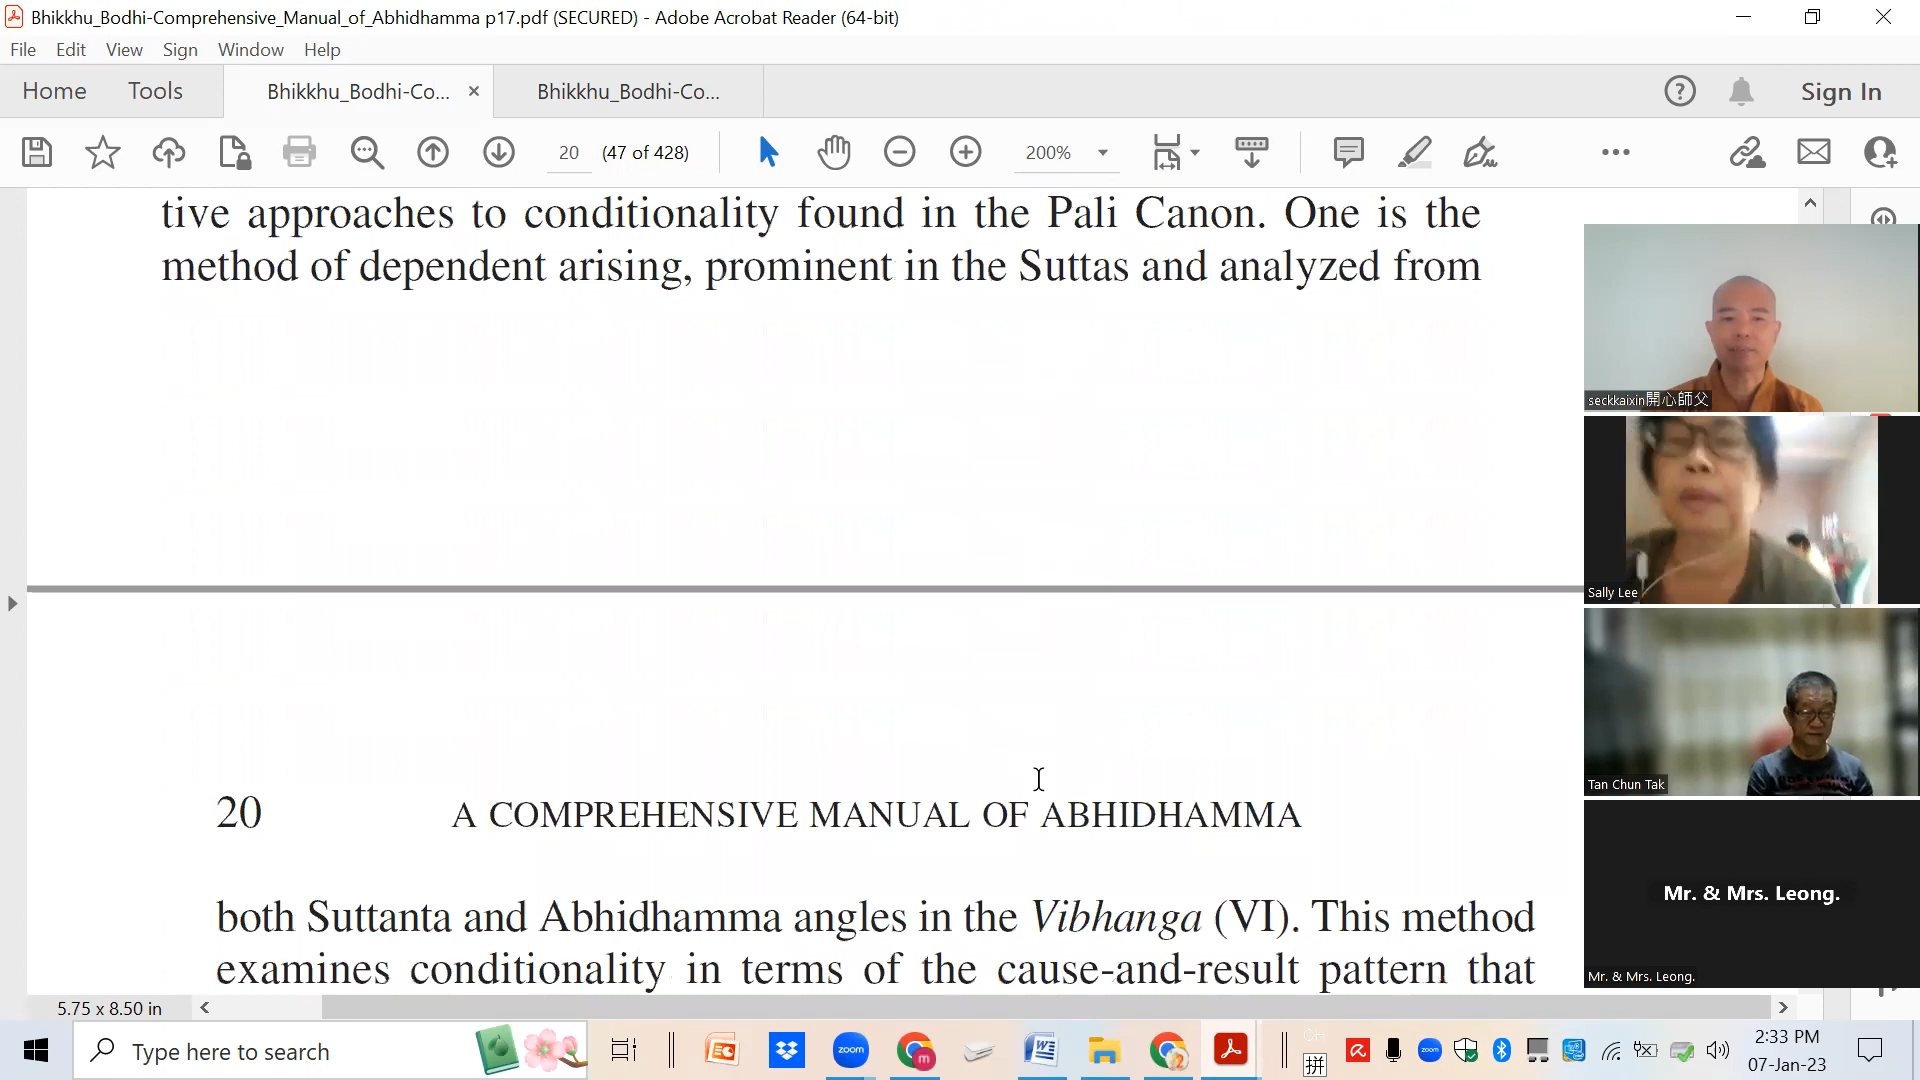 Bhikkhu_Bodhi-Comprehensive_Manual_of_Abhidhamma p17.pdf (SECURED) - Adobe Acrobat Reader (64-bit)
File Edit View Sign Window Help
Home Tools Bhikkhu_Bodhi-Co... × Bhikkhu_Bodhi-Co... Sign In
20 (47 of 428) 200%
tive approaches to conditionality found in the Pali Canon. One is the
method of dependent arising, prominent in the Suttas and analyzed from
seckkaixin開心師父
Sally Lee
Tan Chun Tak
20 A COMPREHENSIVE MANUAL OF ABHIDHAMMA
Mr. & Mrs. Leong.
both Suttanta and Abhidhamma angles in the Vibhanga (VI). This method
examines conditionality in terms of the cause-and-result pattern that
Mr. & Mrs. Leong.
5.75 x 8.50 in
Type here to search
zoom
zoom
拼
2:33 PM
07-Jan-23